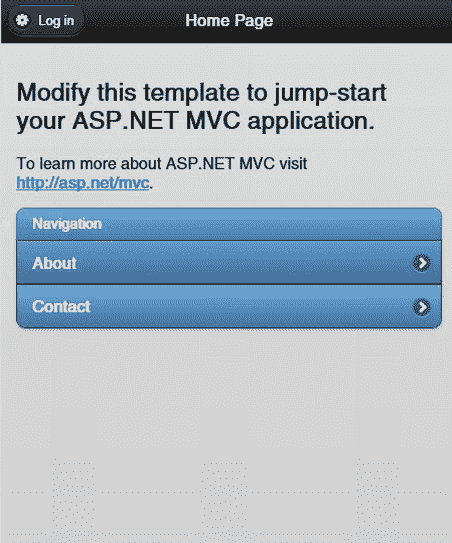 Log in
Home Page
Modify this template to jump-start
your ASP.NET MVC application.
To learn more about ASP.NET MVC visit
http://asp.net/mvc.
Navigation
About
Contact